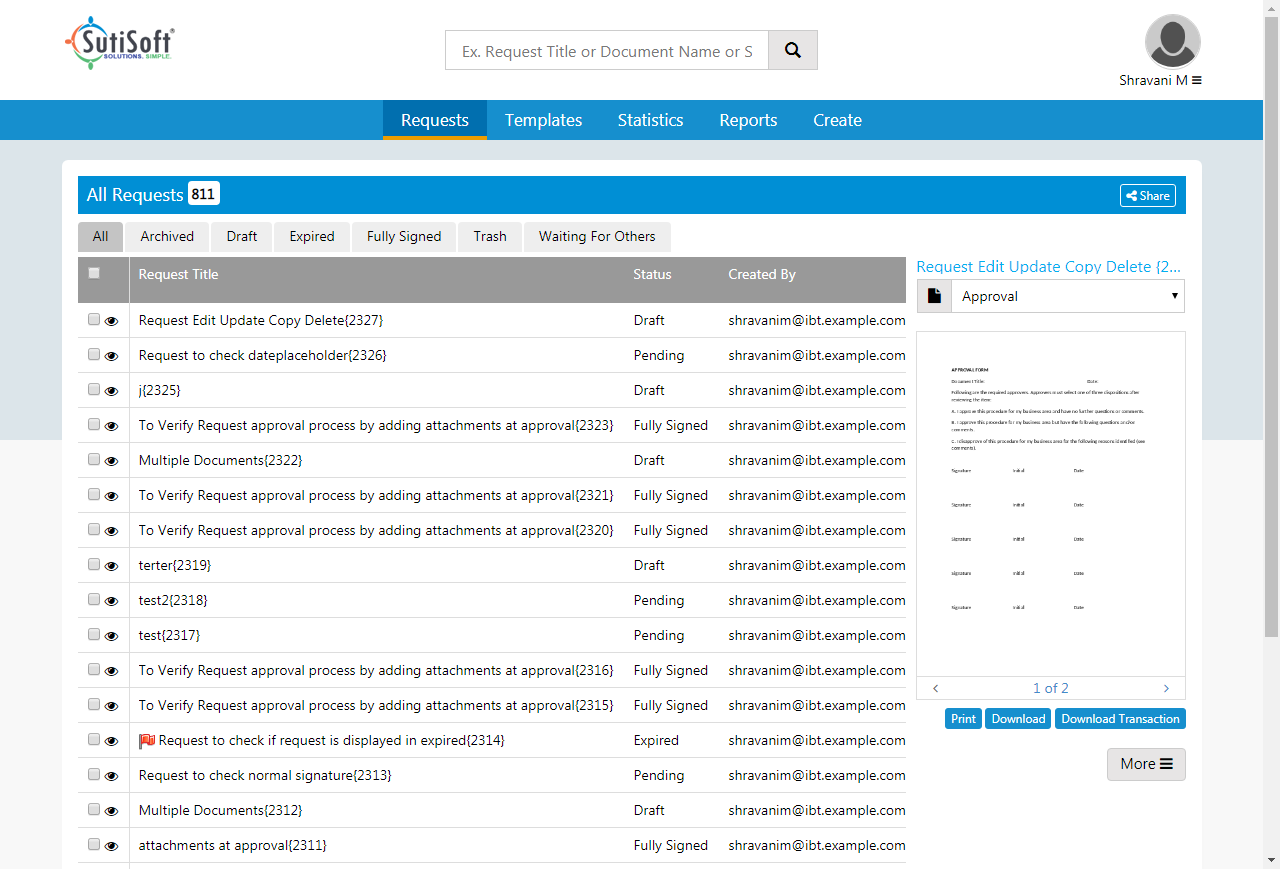 SutiSoft®
SOLUTIONS. SIMPLE.
Ex. Request Title or Document Name or S
Shravani M
Requests Templates Statistics Reports Create
All Requests 811
Share
All Archived Draft Expired Fully Signed Trash Waiting For Others
Request Title Status Created By
Request Edit Update Copy Delete{2327} Draft shravanim@ibt.example.com
Request to check dateplaceholder{2326} Pending shravanim@ibt.example.com
j{2325} Draft shravanim@ibt.example.com
To Verify Request approval process by adding attachments at approval{2323} Fully Signed shravanim@ibt.example.com
Multiple Documents{2322} Draft shravanim@ibt.example.com
To Verify Request approval process by adding attachments at approval{2321} Fully Signed shravanim@ibt.example.com
To Verify Request approval process by adding attachments at approval{2320} Fully Signed shravanim@ibt.example.com
terter{2319} Draft shravanim@ibt.example.com
test2{2318} Pending shravanim@ibt.example.com
test{2317} Pending shravanim@ibt.example.com
To Verify Request approval process by adding attachments at approval{2316} Fully Signed shravanim@ibt.example.com
To Verify Request approval process by adding attachments at approval{2315} Fully Signed shravanim@ibt.example.com
Request to check if request is displayed in expired{2314} Expired shravanim@ibt.example.com
Request to check normal signature{2313} Pending shravanim@ibt.example.com
Multiple Documents{2312} Draft shravanim@ibt.example.com
attachments at approval{2311} Fully Signed shravanim@ibt.example.com
Request Edit Update Copy Delete {2...
Approval
APPROVAL FORM
Document Title: Date:
Following are the required approvers. Approvers must select one of three dispositions after
reviewing the item:
A. I approve this procedure for my business area and have no further questions or comments.
B. I approve this procedure for my business area but have the following questions and/or
comments.
C. I disapprove of this procedure for my business area for the following reasons identified (see
comments).
Signature Initial Date
Signature Initial Date
Signature Initial Date
Signature Initial Date
Signature Initial Date
1 of 2
Print Download Download Transaction
More